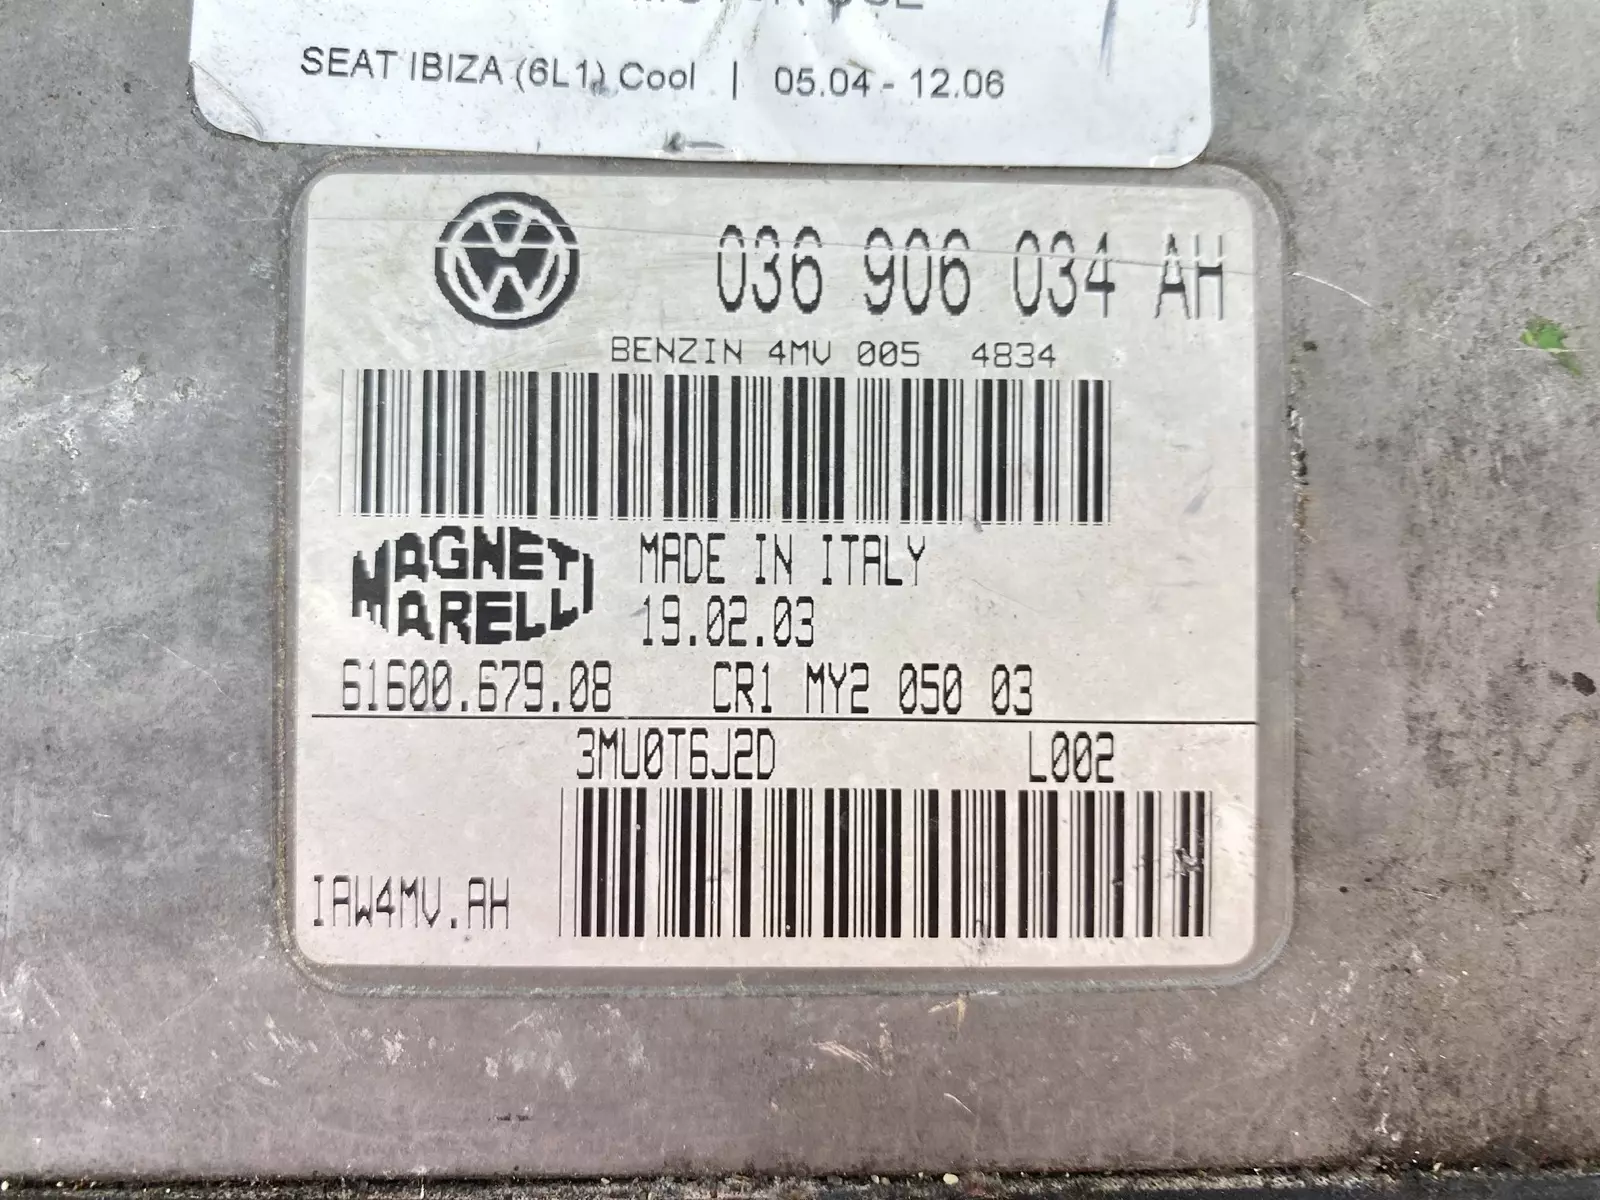 SEAT IBIZA (6L1) Cool | 05.04 - 12.06
036 906 034 AH
BENZIN 4MV 005 4834
MAGNETI MARELLI
MADE IN ITALY
19.02.03
61600.679.08 CR1 MY2 050 03
3MU0T6J2D L002
IAW4MV.AH